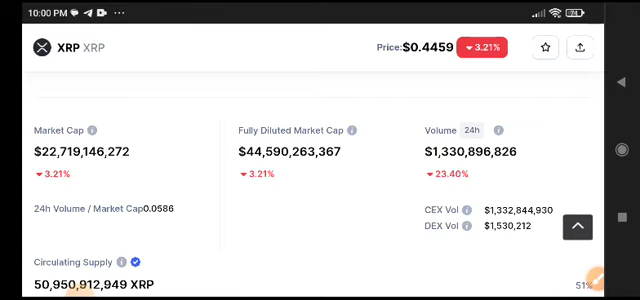 10:00 PM ... 74
XRP XRP Price:$0.4459 3.21%
Market Cap Fully Diluted Market Cap Volume 24h
$22,719,146,272 $44,590,263,367 $1,330,896,826
3.21% 3.21% 23.40%
24h Volume / Market Cap0.0586 CEX Vol $1,332,844,930
DEX Vol $1,530,212
Circulating Supply
50,950,912,949 XRP 51%